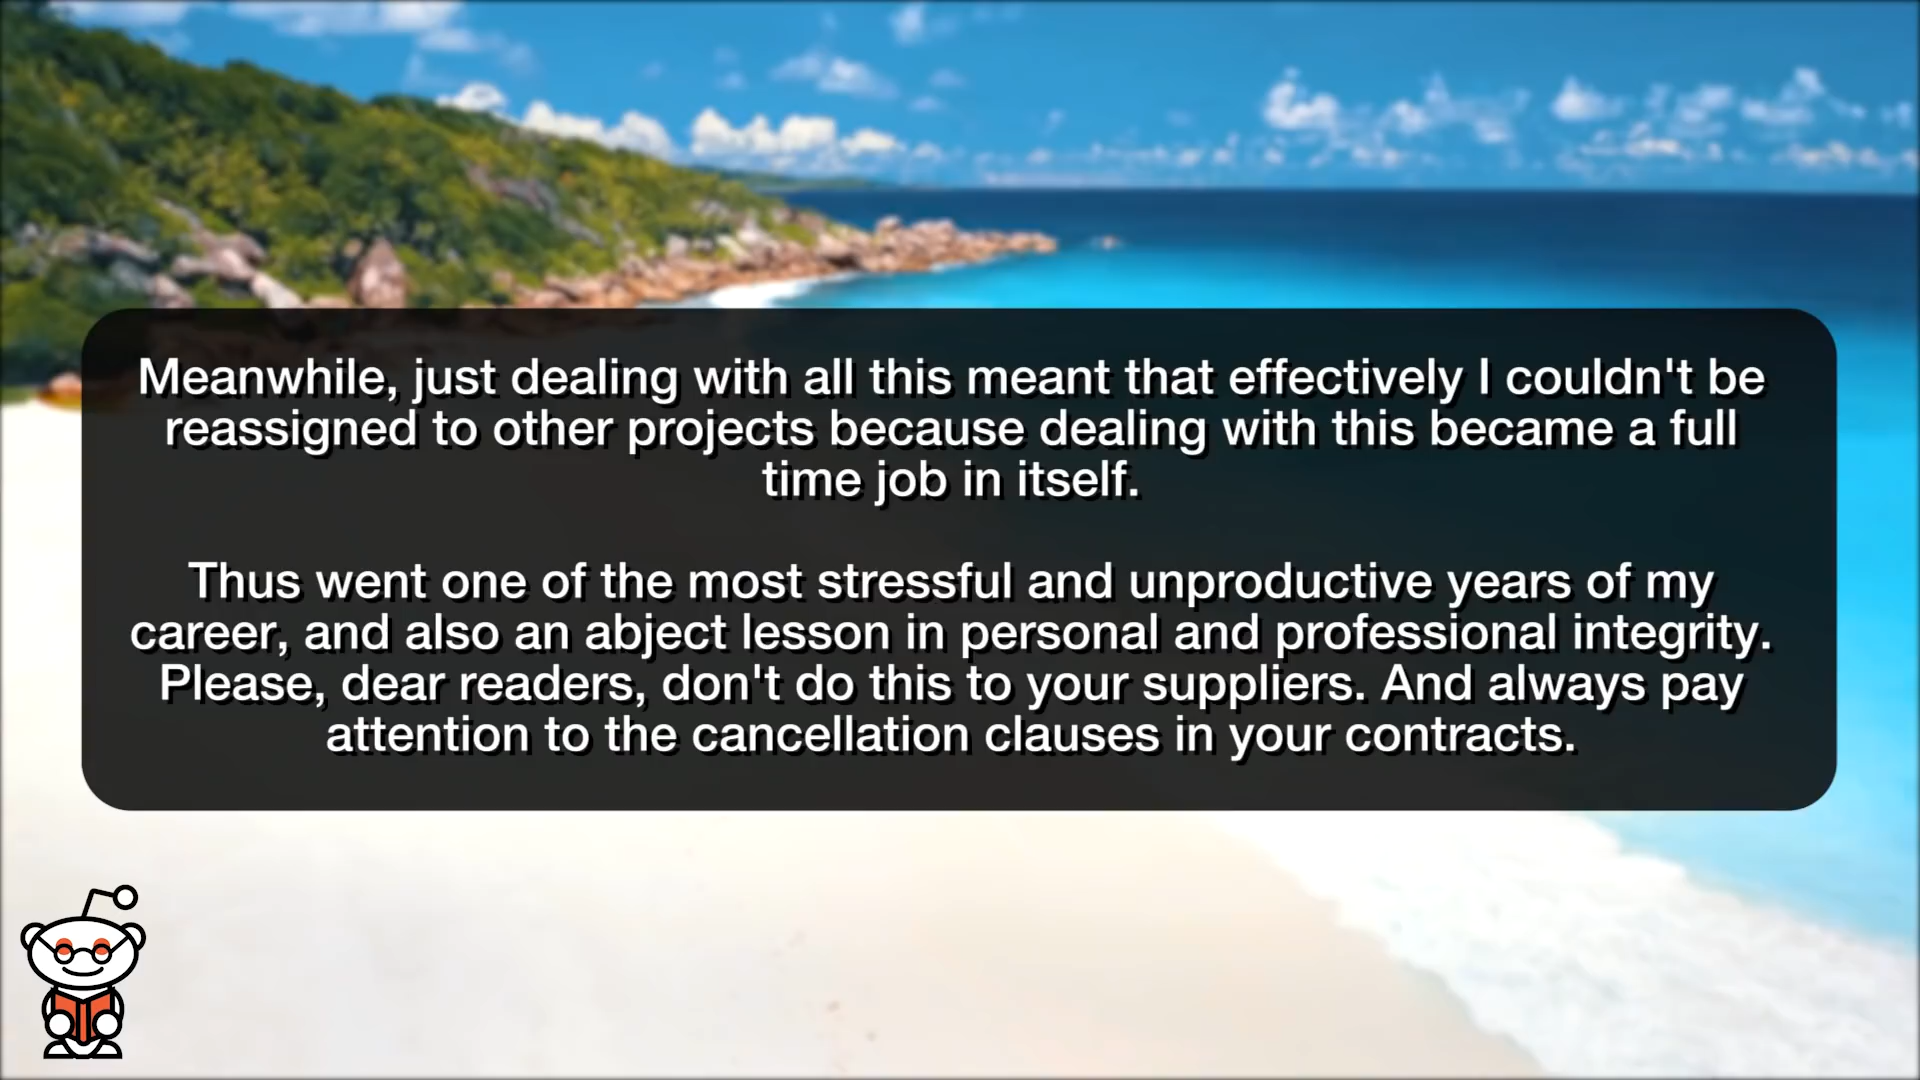 Meanwhile, just dealing with all this meant that effectively I couldn't be
reassigned to other projects because dealing with this became a full
time job in itself.
Thus went one of the most stressful and unproductive years of my
career, and also an abject lesson in personal and professional integrity.
Please, dear readers, don't do this to your suppliers. And always pay
attention to the cancellation clauses in your contracts.